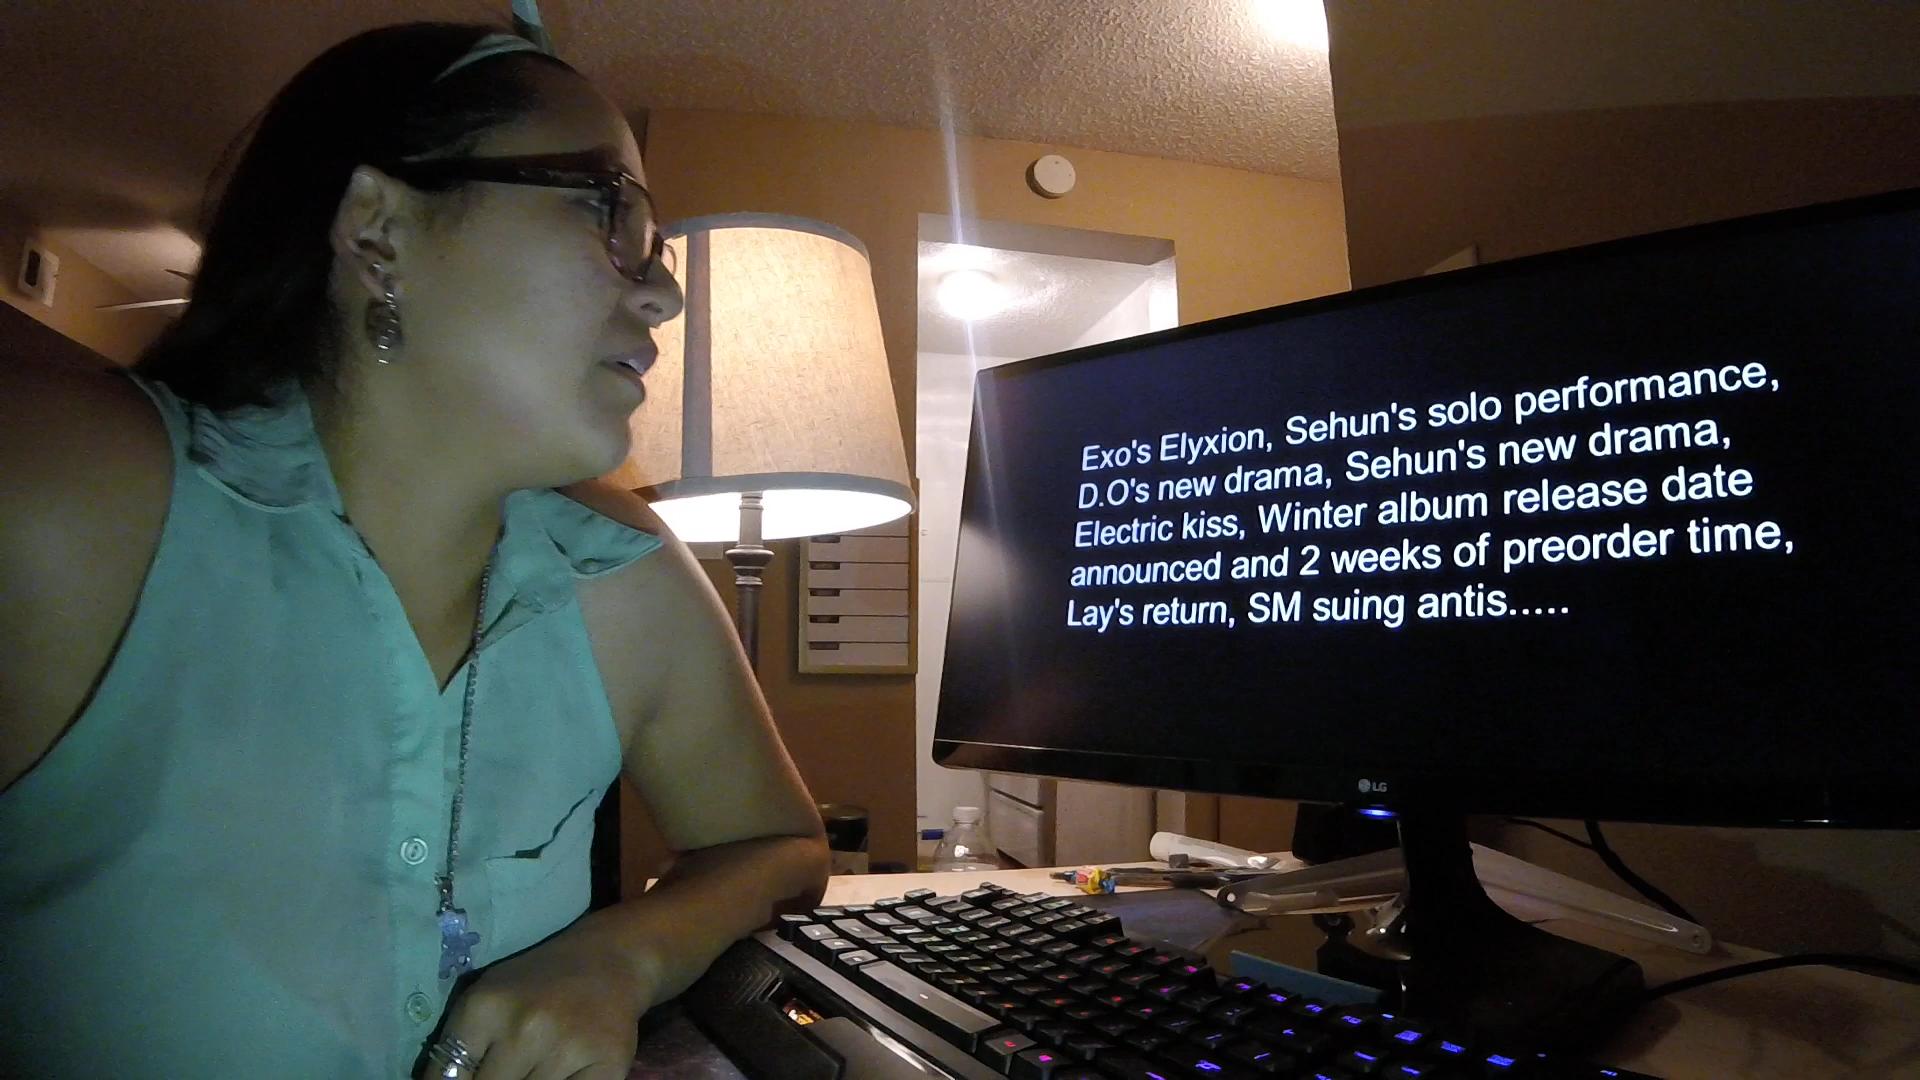 Exo's Elyxion, Sehun's solo performance,
D.O's new drama, Sehun's new drama,
Electric kiss, Winter album release date
announced and 2 weeks of preorder time,
Lay's return, SM suing antis.....
LG